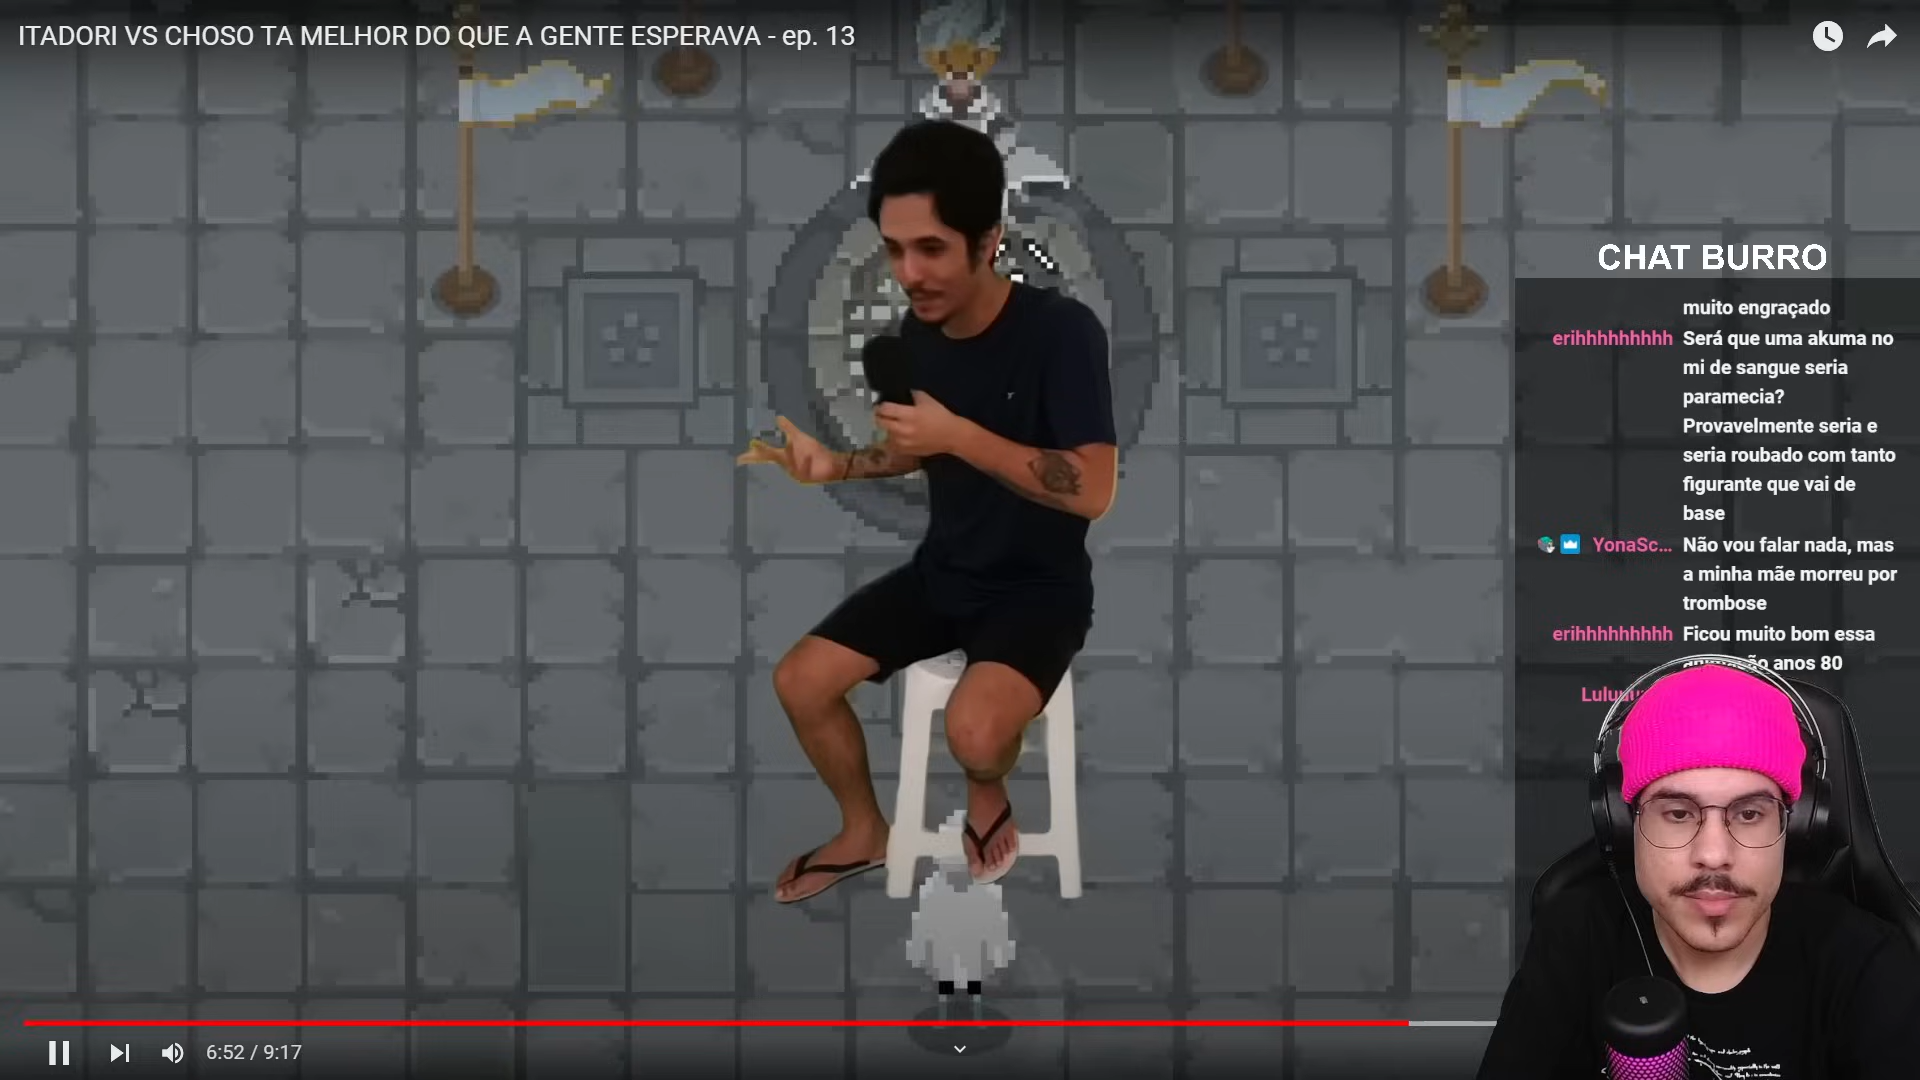 ITADORI VS CHOSO TA MELHOR DO QUE A GENTE ESPERAVA - ep. 13
CHAT BURRO
muito engraçado
erihhhhhhhhh Será que uma akuma no
mi de sangue seria
paramecia?
Provavelmente seria e
seria roubado com tanto
figurante que vai de
base
YonaSc... Não vou falar nada, mas
a minha mãe morreu por
trombose
erihhhhhhhhh Ficou muito bom essa
anos 80
6:52 / 9:17